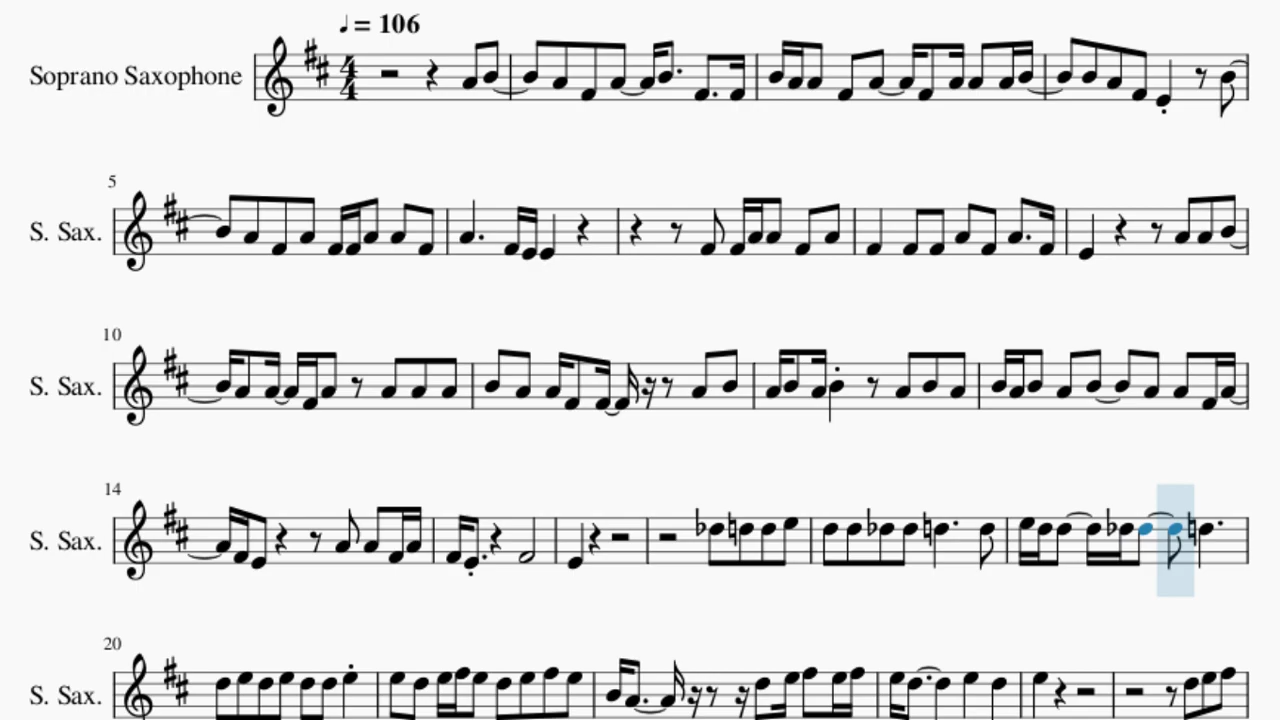 ♩ = 106
Soprano Saxophone
4
4
5
S. Sax.
10
S. Sax.
14
S. Sax.
20
S. Sax.